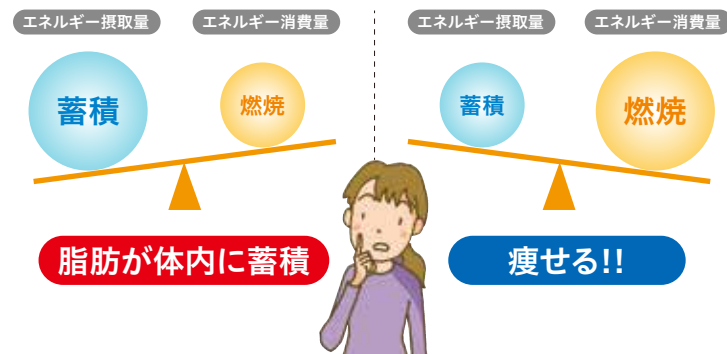 エネルギー摂取量
エネルギー消費量
蓄積
燃焼
脂肪が体内に蓄積
エネルギー摂取量
エネルギー消費量
蓄積
燃焼
痩せる!!